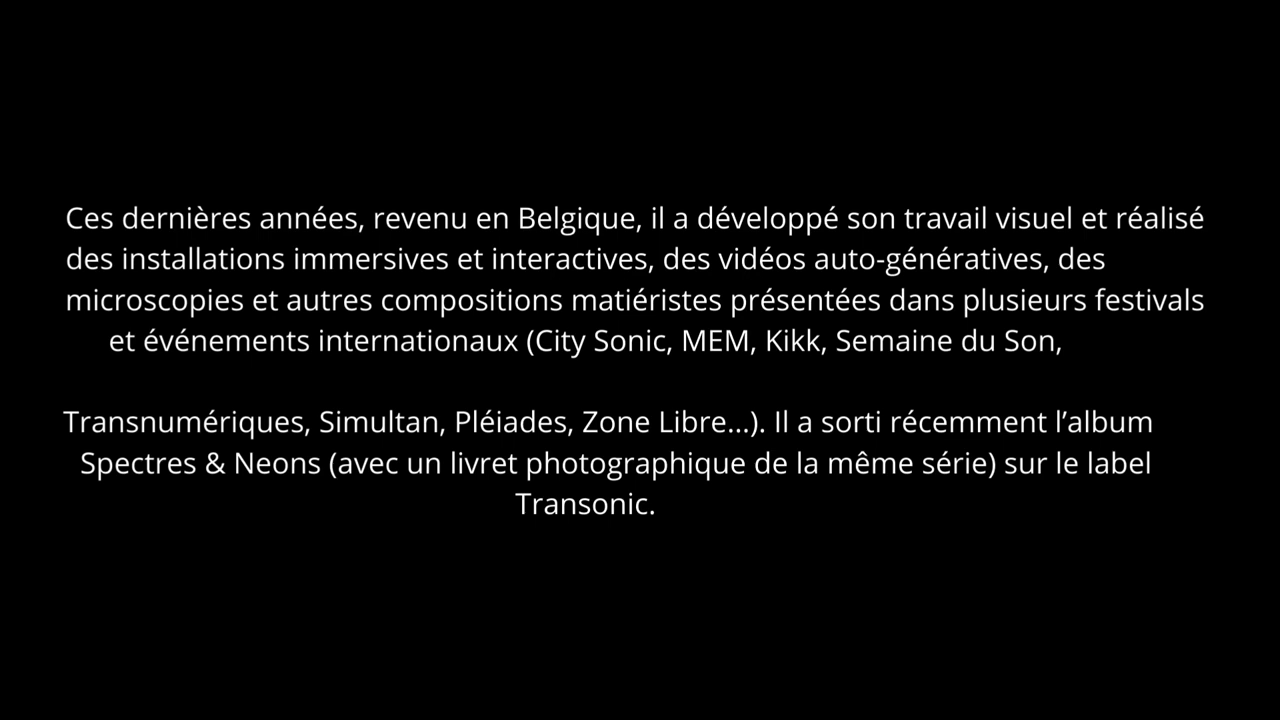 Ces dernières années, revenu en Belgique, il a développé son travail visuel et réalisé
des installations immersives et interactives, des vidéos auto-génératives, des
microscopies et autres compositions matiéristes présentées dans plusieurs festivals
et événements internationaux (City Sonic, MEM, Kikk, Semaine du Son,
Transnumériques, Simultan, Pléiades, Zone Libre...). Il a sorti récemment l’album
Spectres & Neons (avec un livret photographique de la même série) sur le label
Transonic.